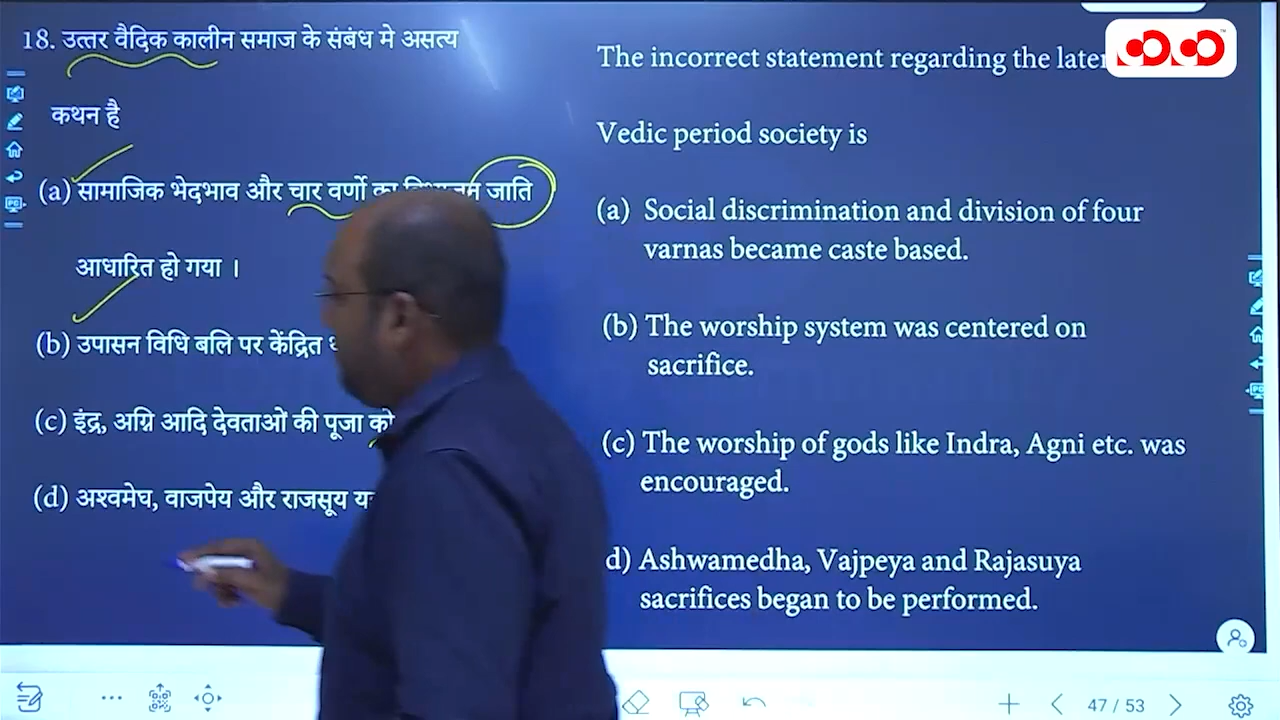 18. उत्तर वैदिक कालीन समाज के संबंध मे असत्य
कथन है
(a) सामाजिक भेदभाव और चार वर्णो का जाति
आधारित हो गया ।
(b) उपासन विधि बलि पर केंद्रित
(c) इंद्र, अग्नि आदि देवताओं की पूजा को
(d) अश्वमेघ, वाजपेय और राजसूय
The incorrect statement regarding the later
Vedic period society is
(a) Social discrimination and division of four
varnas became caste based.
(b) The worship system was centered on
sacrifice.
(c) The worship of gods like Indra, Agni etc. was
encouraged.
d) Ashwamedha, Vajpeya and Rajasuya
sacrifices began to be performed.
47 / 53